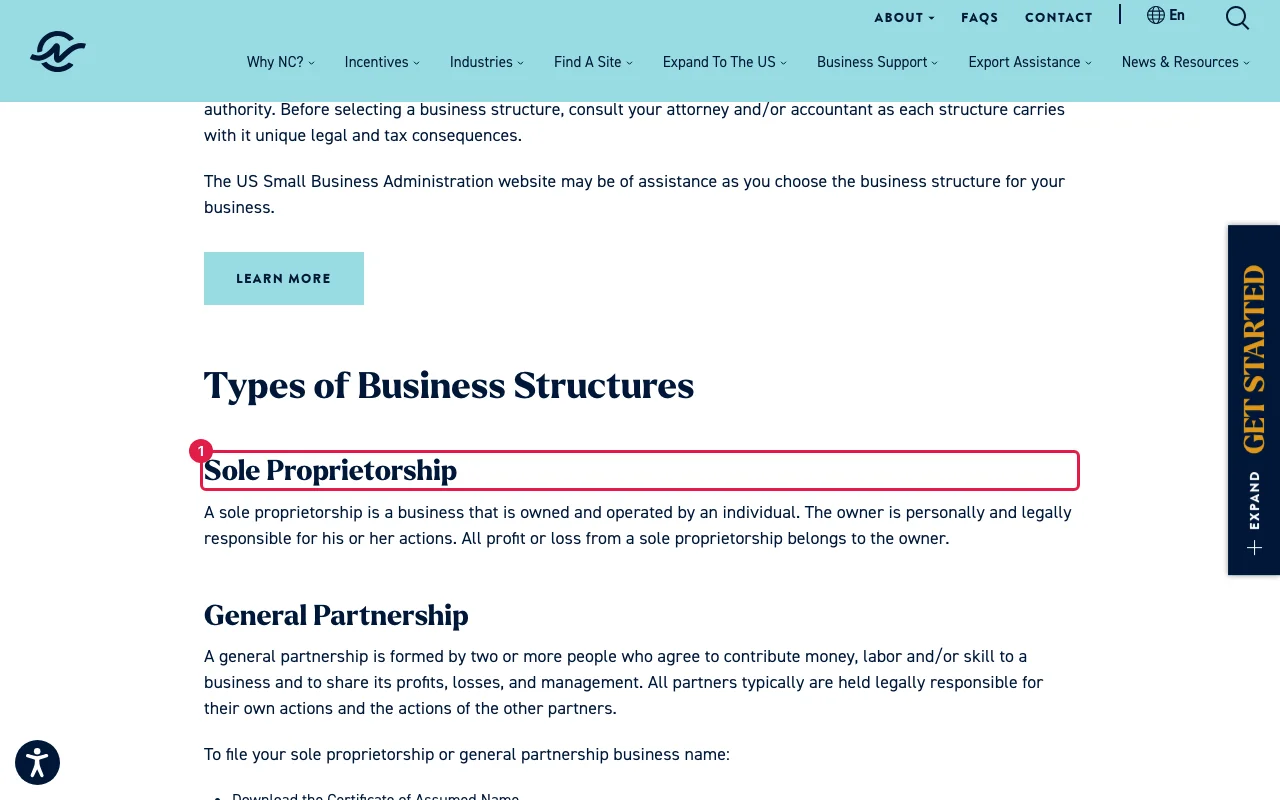 ABOUT FAQS CONTACT En
Why NC? Incentives Industries Find A Site Expand To The US Business Support Export Assistance News & Resources
authority. Before selecting a business structure, consult your attorney and/or accountant as each structure carries
with it unique legal and tax consequences.
The US Small Business Administration website may be of assistance as you choose the business structure for your
business.
LEARN MORE
Types of Business Structures
1
Sole Proprietorship
A sole proprietorship is a business that is owned and operated by an individual. The owner is personally and legally
responsible for his or her actions. All profit or loss from a sole proprietorship belongs to the owner.
General Partnership
A general partnership is formed by two or more people who agree to contribute money, labor and/or skill to a
business and to share its profits, losses, and management. All partners typically are held legally responsible for
their own actions and the actions of the other partners.
To file your sole proprietorship or general partnership business name:
Download the Certificate of Assumed Name
GET STARTED
EXPAND